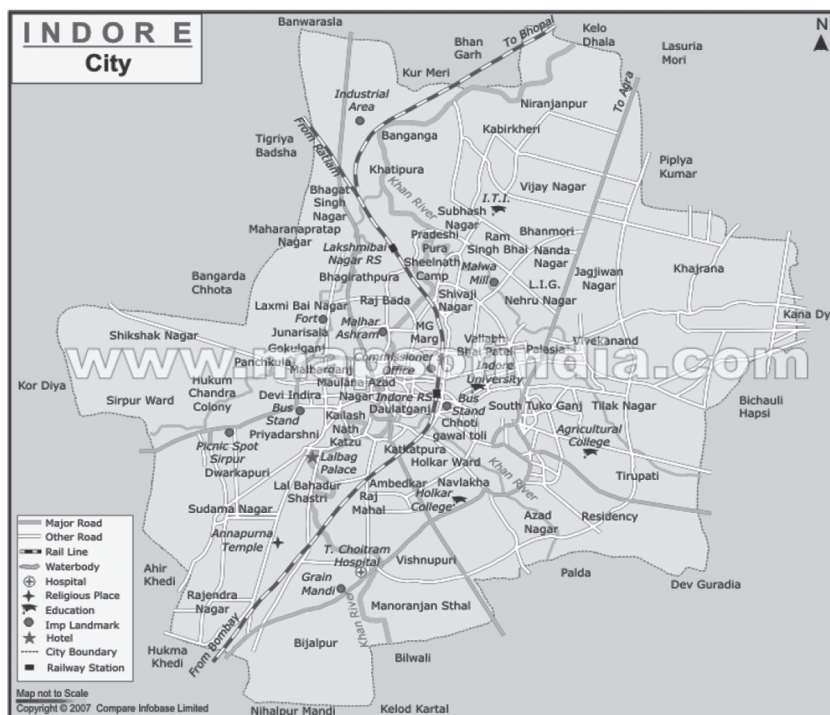 INDORE
City
N
Banwarasla
To Bhopal
Kelo
Dhala
Bhan
Garh
Lasuria
Mori
Kur Meri
Industrial
Area
Niranjanpur
To Agra
From Ratlam
Banganga
Kabirkheri
Tigriya
Badsha
Khatipura
Piplya
Kumar
Khan River
Vijay Nagar
Bhagat
Singh
Nagar
I.T.I.
Subhash
Nagar
Maharanapratap
Nagar
Pradeshi
Pura
Ram
Singh Bhai
Bhanmori
Lakshmibai
Nagar RS
Sheelnath
Camp
Malwa
Mill
Nanda
Nagar
Jagjiwan
Nagar
Khajrana
Bangarda
Chhota
Bhagirathpura
L.I.G.
Laxmi Bai Nagar
Fort
Raj Bada
Shivaji
Nagar
Nehru Nagar
Kana Dy
Shikshak Nagar
Junarisala
Malhar
Ashram
MG
Marg
Vallabh
Bhai Patel
Palasia
Vivekanand
Gokulganj
www.mapsofindia.com
Panchkula
Malharganj
Commissioner
Office
Indore
University
Kor Diya
Sirpur Ward
Hukum
Chandra
Colony
Maulana Azad
Nagar
Indore RS
Devi Indira
Bus
Stand
Daulatganj
Bus
Stand
South Tuko Ganj
Tilak Nagar
Bichauli
Hapsi
Kailash
Nath
Katzu
Chhoti
gawal toli
Priyadarshni
Agricultural
College
Picnic Spot
Sirpur
Dwarkapuri
Lalbag
Palace
Katkatpura
Holkar Ward
Khan River
Tirupati
Lal Bahadur
Shastri
Ambedkar
Navlakha
Raj
Mahal
Holkar
College
Sudama Nagar
Azad
Nagar
Residency
Annapurna
Temple
T. Choitram
Hospital
Vishnupuri
Palda
Dev Guradia
Ahir
Khedi
Grain
Mandi
Rajendra
Nagar
Khan River
Manoranjan Sthal
Hukma
Khedi
From Bombay
Bijalpur
Bilwali
Nihalpur Mandi
Kelod Kartal
Major Road
Other Road
Rail Line
Waterbody
Hospital
Religious Place
Education
Imp Landmark
Hotel
City Boundary
Railway Station
Map not to Scale
Copyright © 2007 Compare Infobase Limited